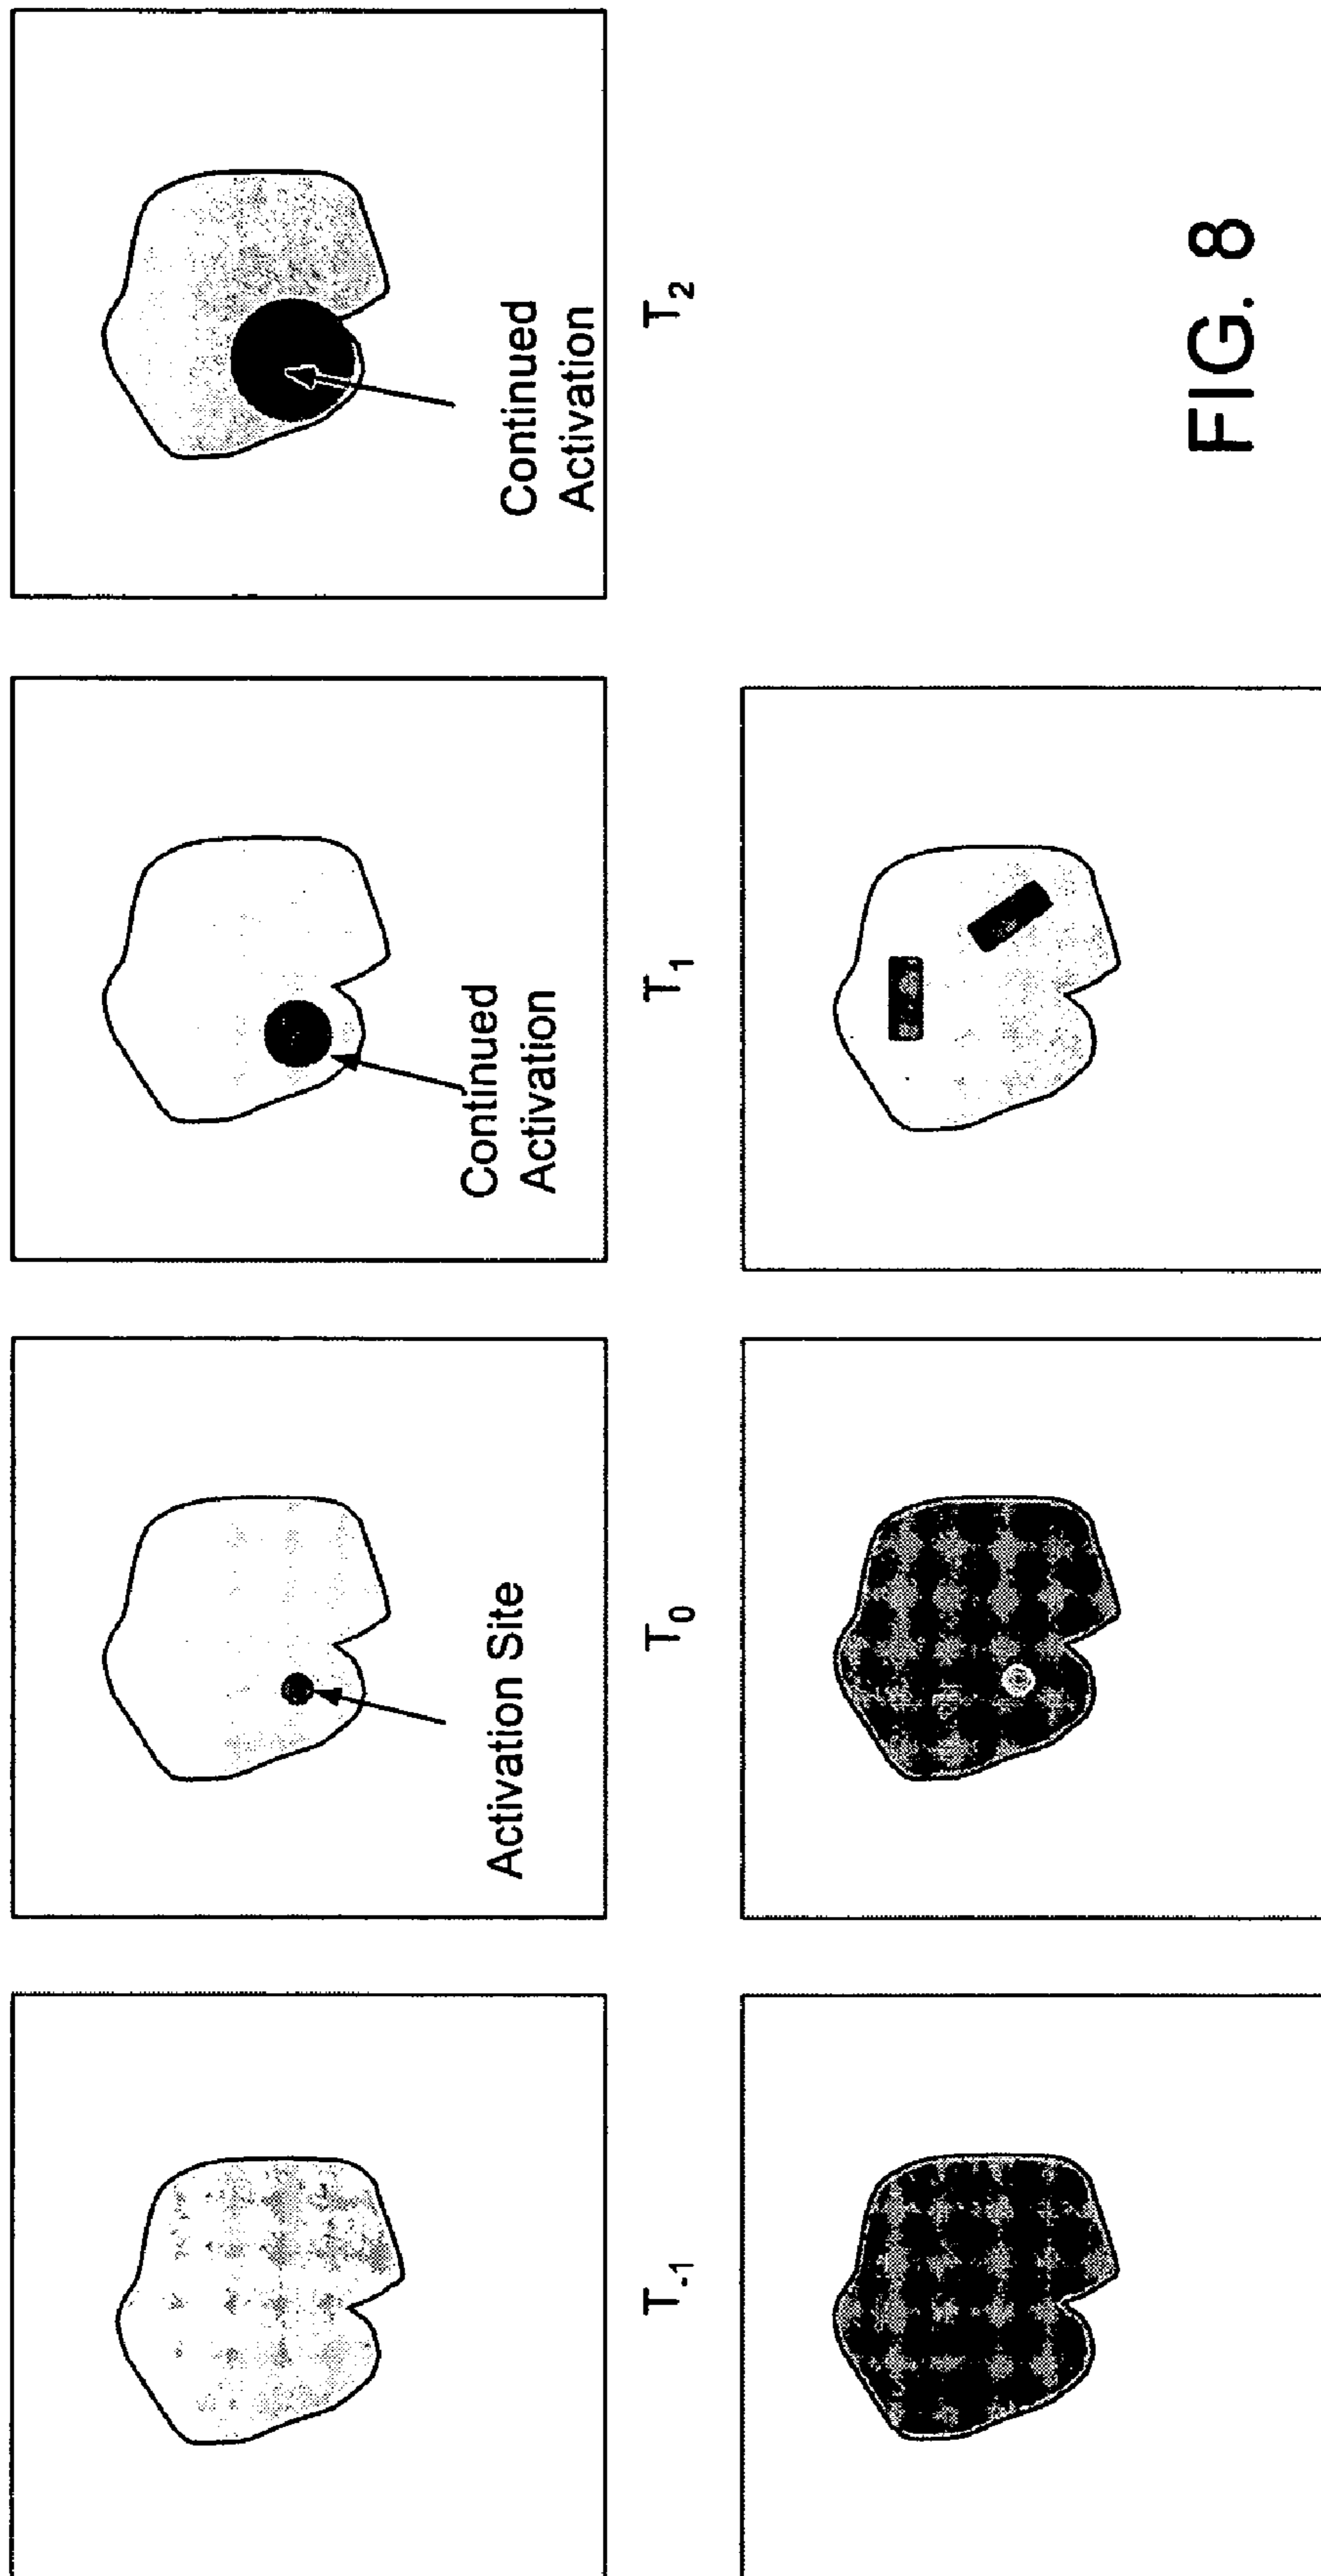 Activation Site
Continued
Activation
Continued
Activation
T-1
T0
T1
T2
FIG. 8